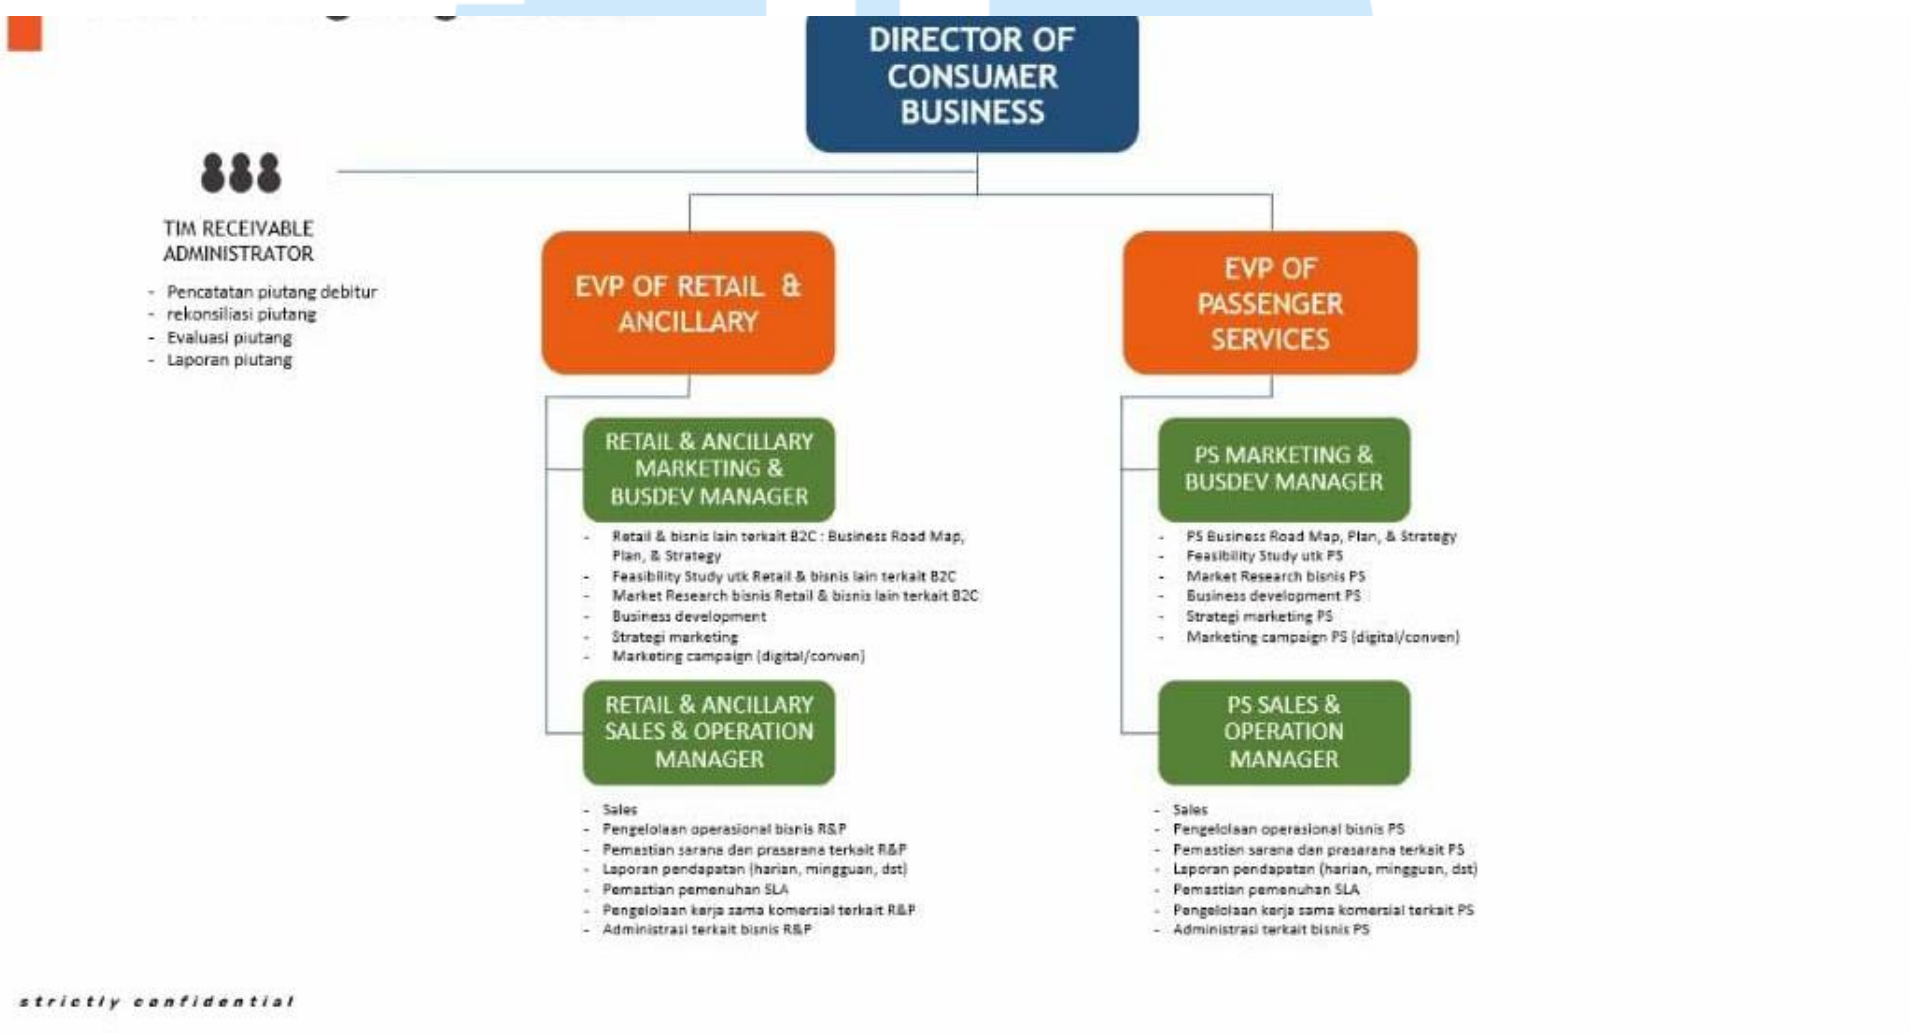 DIRECTOR OF
CONSUMER
BUSINESS
TIM RECEIVABLE
ADMINISTRATOR
- Pencatatan piutang debitur
- rekonsiliasi piutang
- Evaluasi piutang
- Laporan piutang
EVP OF RETAIL &
ANCILLARY
RETAIL & ANCILLARY
MARKETING &
BUSDEV MANAGER
- Retail & bisnis lain terkait B2C : Business Road Map,
Plan, & Strategy
- Feasibility Study utk Retail & bisnis lain terkait B2C
- Market Research bisnis Retail & bisnis lain terkait B2C
- Business development
- Strategi marketing
- Marketing campaign (digital/conven)
RETAIL & ANCILLARY
SALES & OPERATION
MANAGER
- Sales
- Pengelolaan operasional bisnis R&P
- Pemastian sarana dan prasarana terkait R&P
- Laporan pendapatan (harian, mingguan, dst)
- Pemastian pemenuhan SLA
- Pengelolaan kerja sama komersial terkait R&P
- Administrasi terkait bisnis R&P
EVP OF
PASSENGER
SERVICES
PS MARKETING &
BUSDEV MANAGER
- PS Business Road Map, Plan, & Strategy
- Feasibility Study utk PS
- Market Research bisnis PS
- Business development PS
- Strategi marketing PS
- Marketing campaign PS (digital/conven)
PS SALES &
OPERATION
MANAGER
- Sales
- Pengelolaan operasional bisnis PS
- Pemastian sarana dan prasarana terkait PS
- Laporan pendapatan (harian, mingguan, dst)
- Pemastian pemenuhan SLA
- Pengelolaan kerja sama komersial terkait PS
- Administrasi terkait bisnis PS
strictly confidential